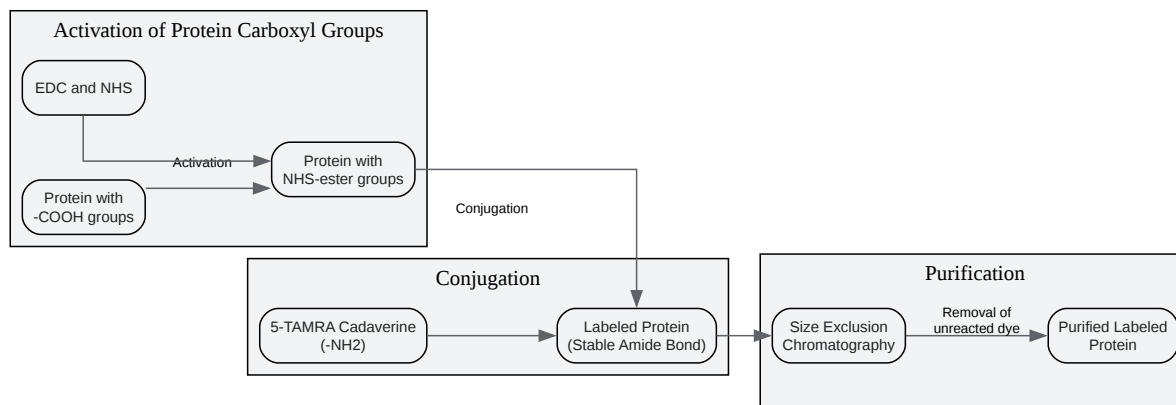 Activation of Protein Carboxyl Groups
EDC and NHS
Activation
Protein with
NHS-ester groups
Protein with
-COOH groups
Conjugation
Conjugation
5-TAMRA Cadaverine
(-NH2)
Labeled Protein
(Stable Amide Bond)
Purification
Size Exclusion
Chromatography
Removal of
unreacted dye
Purified Labeled
Protein